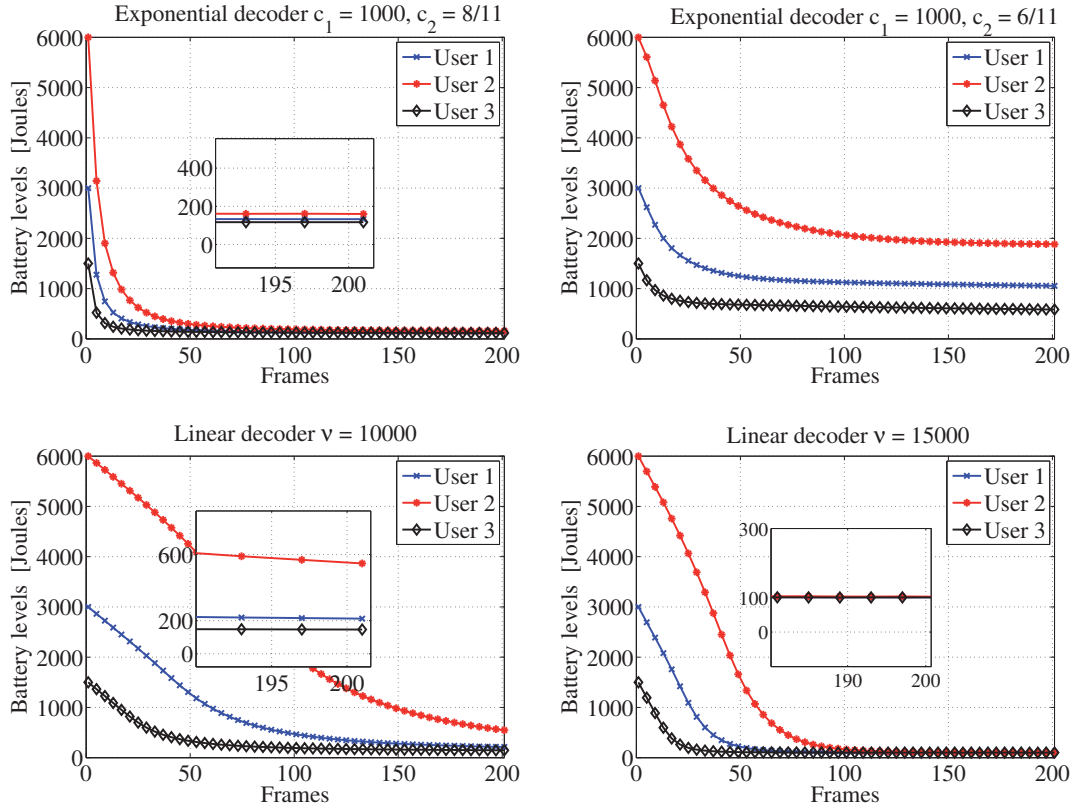 Exponential decoder c₁ = 1000, c₂ = 8/11
Battery levels [Joules]
6000
5000
4000
3000
2000
1000
0
User 1
User 2
User 3
400
200
0
195 200
0 50 100 150 200
Frames
Exponential decoder c₁ = 1000, c₂ = 6/11
Battery levels [Joules]
6000
5000
4000
3000
2000
1000
0
User 1
User 2
User 3
0 50 100 150 200
Frames
Linear decoder ν = 10000
Battery levels [Joules]
6000
5000
4000
3000
2000
1000
0
User 1
User 2
User 3
600
200
0
195 200
0 50 100 150 200
Frames
Linear decoder ν = 15000
Battery levels [Joules]
6000
5000
4000
3000
2000
1000
0
User 1
User 2
User 3
300
100
0
190 200
0 50 100 150 200
Frames